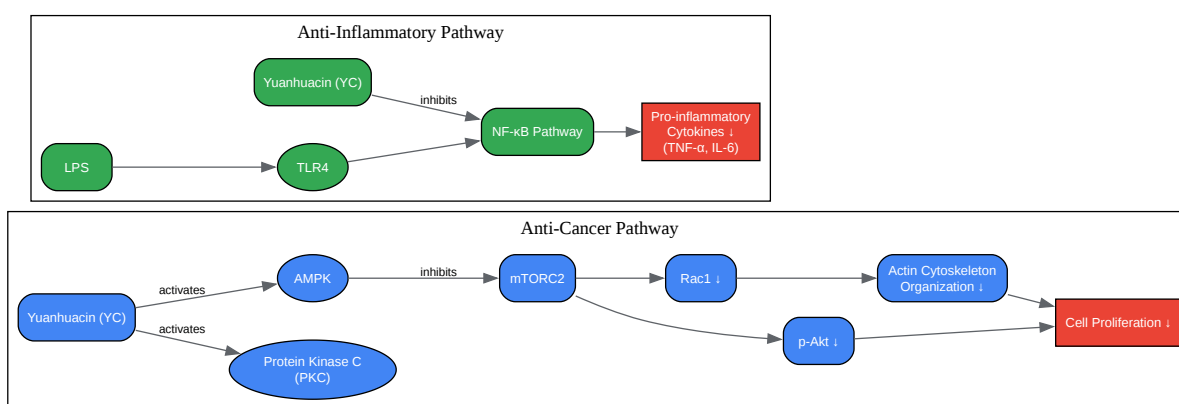 Anti-Inflammatory Pathway
Yuanhuacin (YC)
inhibits
NF-κB Pathway
Pro-inflammatory
Cytokines ↓
(TNF-α, IL-6)
LPS
TLR4
Anti-Cancer Pathway
Yuanhuacin (YC)
activates
AMPK
inhibits
mTORC2
Rac1 ↓
Actin Cytoskeleton
Organization ↓
activates
Protein Kinase C
(PKC)
p-Akt ↓
Cell Proliferation ↓